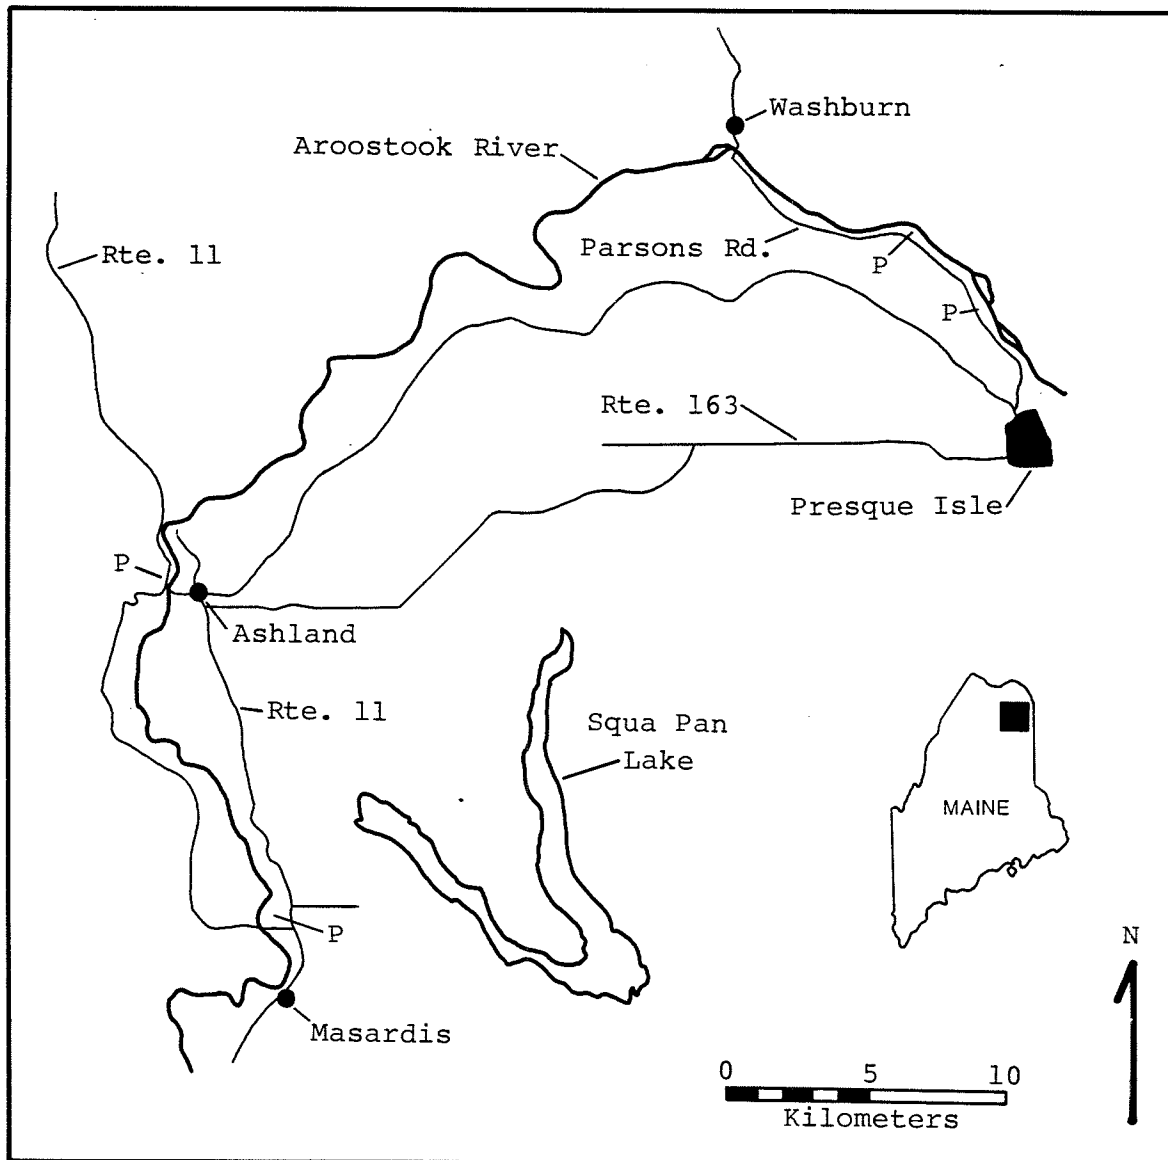 Washburn
Aroostook River
Rte. 11
Parsons Rd.
P
P
Rte. 163
Presque Isle
P
Ashland
Rte. 11
Squa Pan
Lake
MAINE
P
N
Masardis
0 5 10
Kilometers